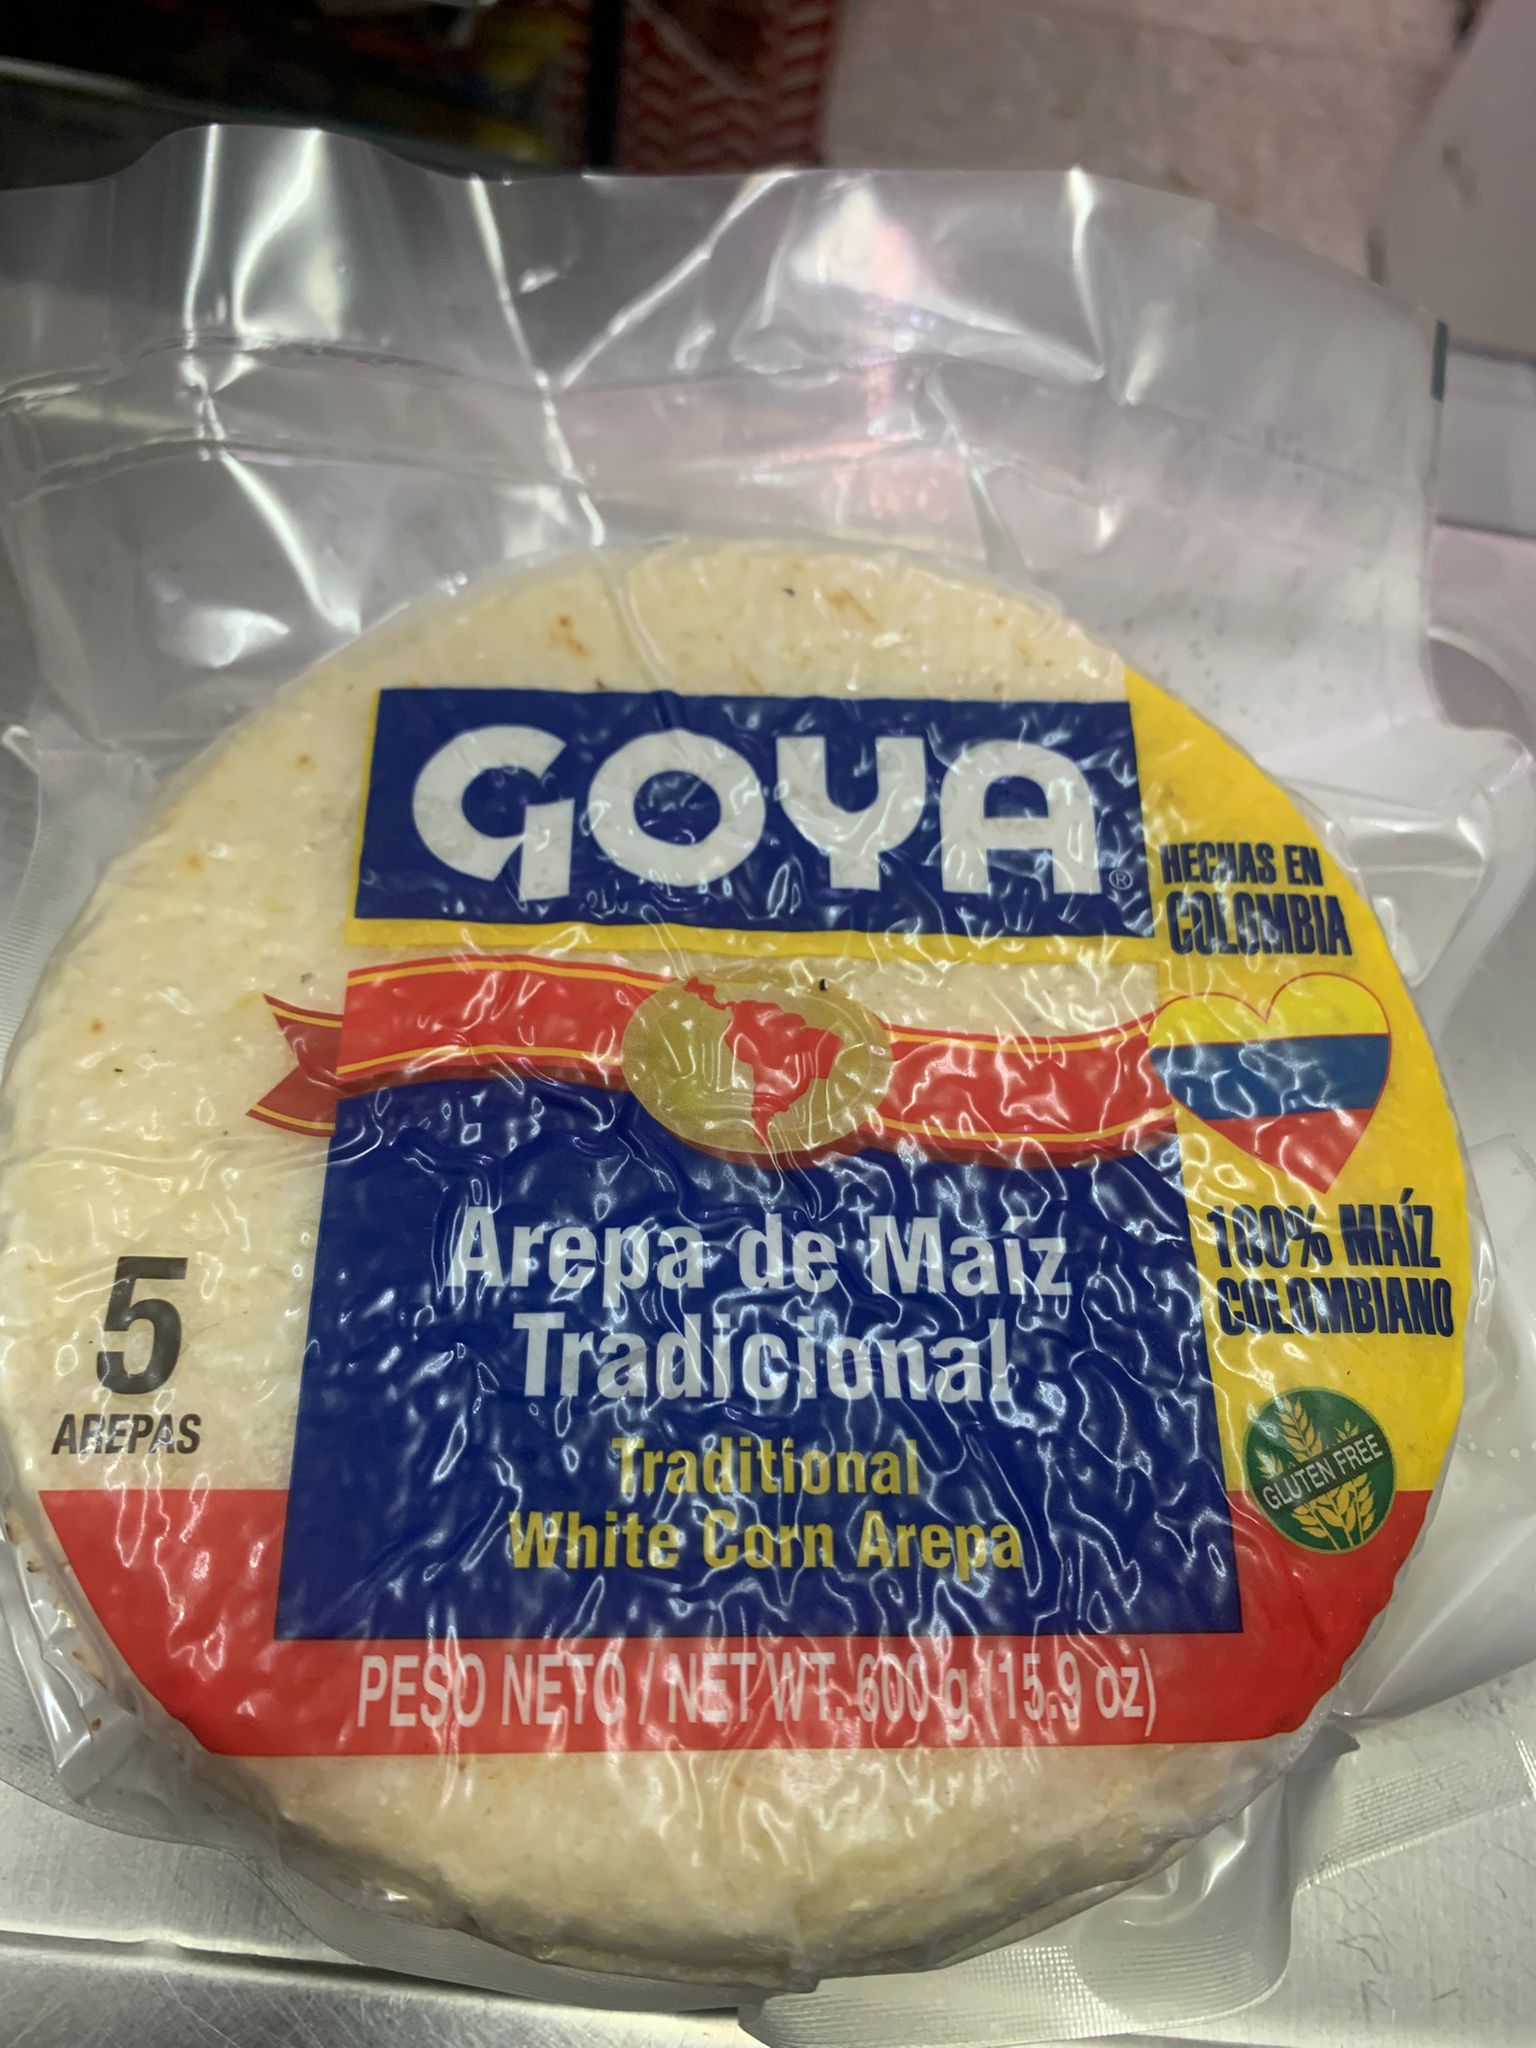 GOYA®
HECHAS EN
COLOMBIA
100% MAÍZ
COLOMBIANO
GLUTEN FREE
Arepa de Maíz
Tradicional
Traditional
White Corn Arepa
5
AREPAS
PESO NETO / NET WT. 600 g (15.9 oz)